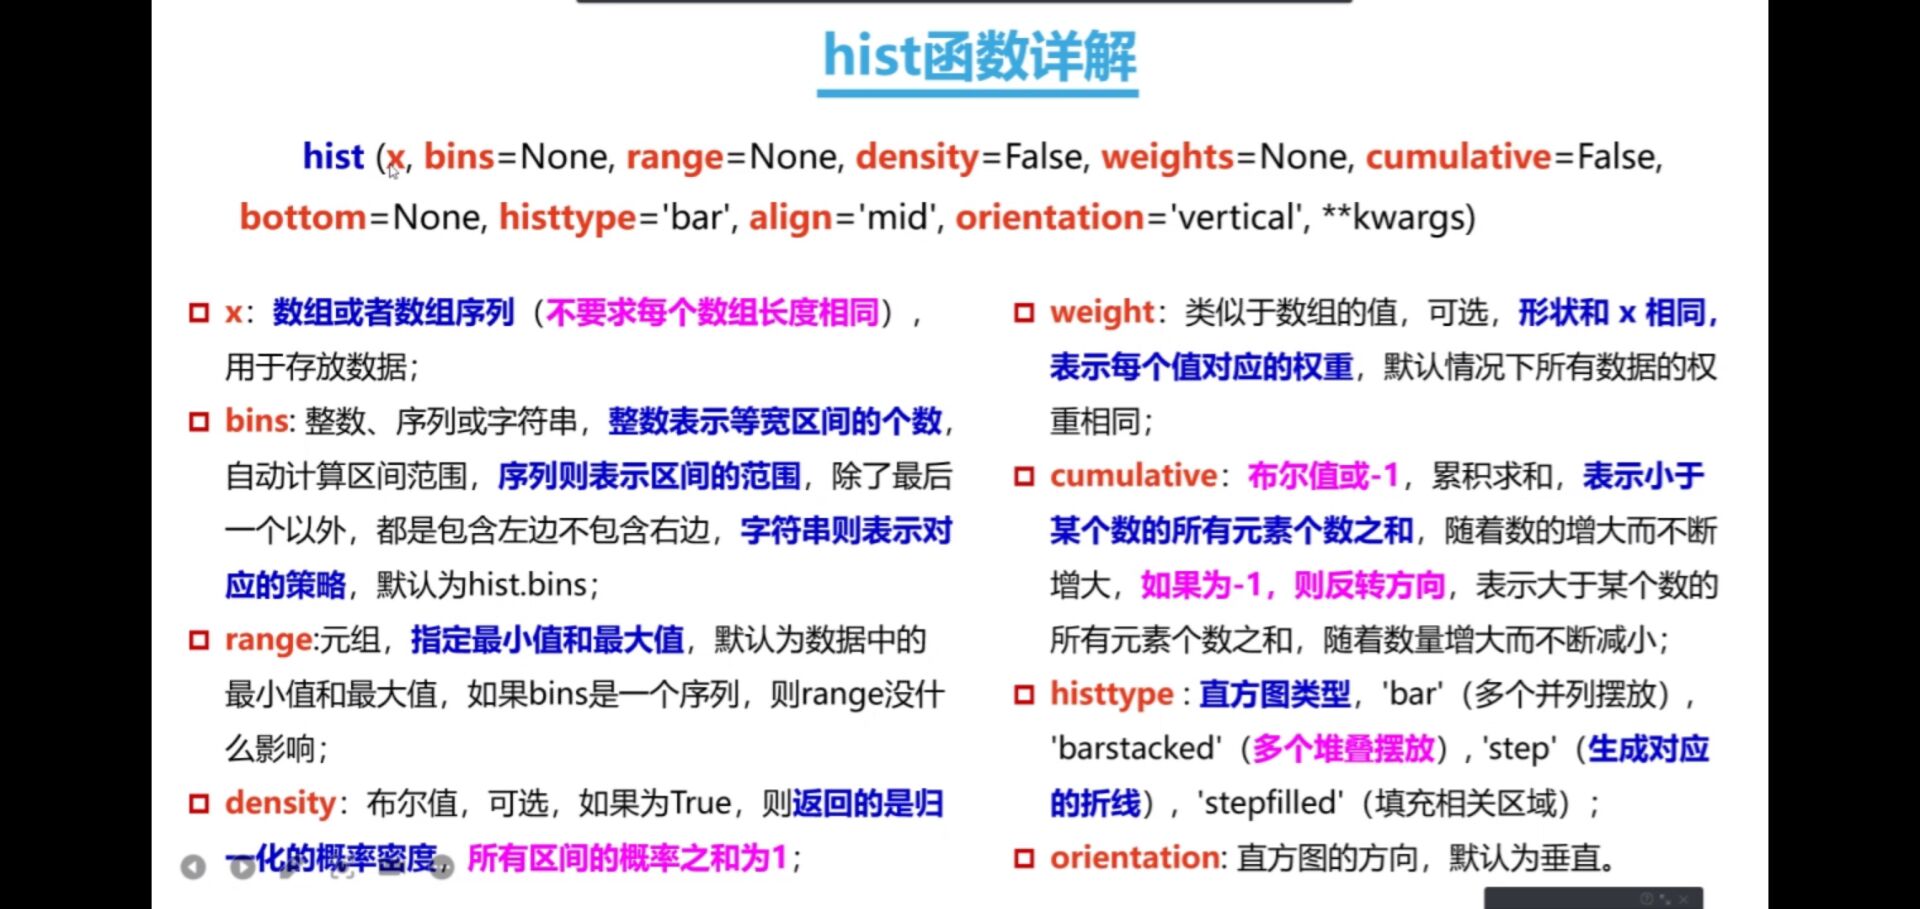 hist函数详解
hist (x, bins=None, range=None, density=False, weights=None, cumulative=False,
bottom=None, histtype='bar', align='mid', orientation='vertical', **kwargs)
x：数组或者数组序列（不要求每个数组长度相同），
用于存放数据；
bins: 整数、序列或字符串，整数表示等宽区间的个数，
自动计算区间范围，序列则表示区间的范围，除了最后
一个以外，都是包含左边不包含右边，字符串则表示对
应的策略，默认为hist.bins；
range:元组，指定最小值和最大值，默认为数据中的
最小值和最大值，如果bins是一个序列，则range没什
么影响；
density：布尔值，可选，如果为True，则返回的是归
一化的概率密度，所有区间的概率之和为1；
weight：类似于数组的值，可选，形状和 x 相同，
表示每个值对应的权重，默认情况下所有数据的权
重相同；
cumulative：布尔值或-1，累积求和，表示小于
某个数的所有元素个数之和，随着数的增大而不断
增大，如果为-1，则反转方向，表示大于某个数的
所有元素个数之和，随着数量增大而不断减小；
histtype : 直方图类型，'bar'（多个并列摆放），
'barstacked'（多个堆叠摆放）, 'step'（生成对应
的折线），'stepfilled'（填充相关区域）；
orientation: 直方图的方向，默认为垂直。